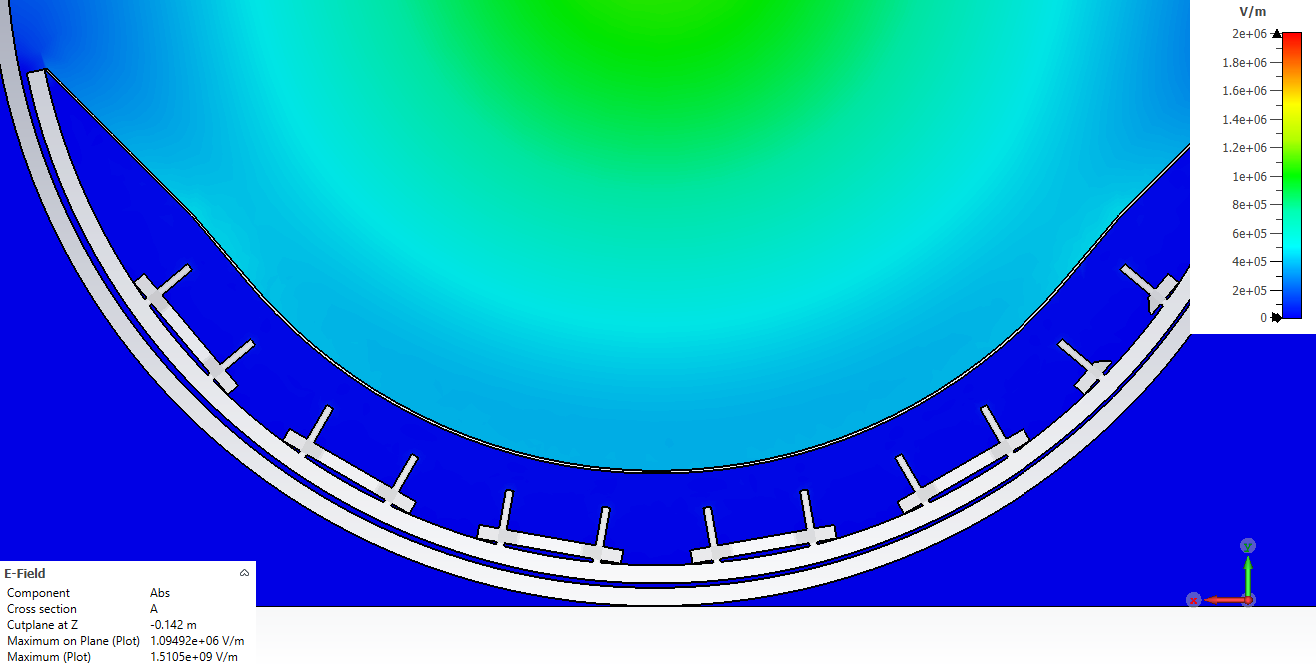 V/m
2e+06
1.8e+06
1.6e+06
1.4e+06
1.2e+06
1e+06
8e+05
6e+05
4e+05
2e+05
0
E-Field
Component Abs
Cross section A
Cutplane at Z -0.142 m
Maximum on Plane (Plot) 1.09492e+06 V/m
Maximum (Plot) 1.5105e+09 V/m
y
x